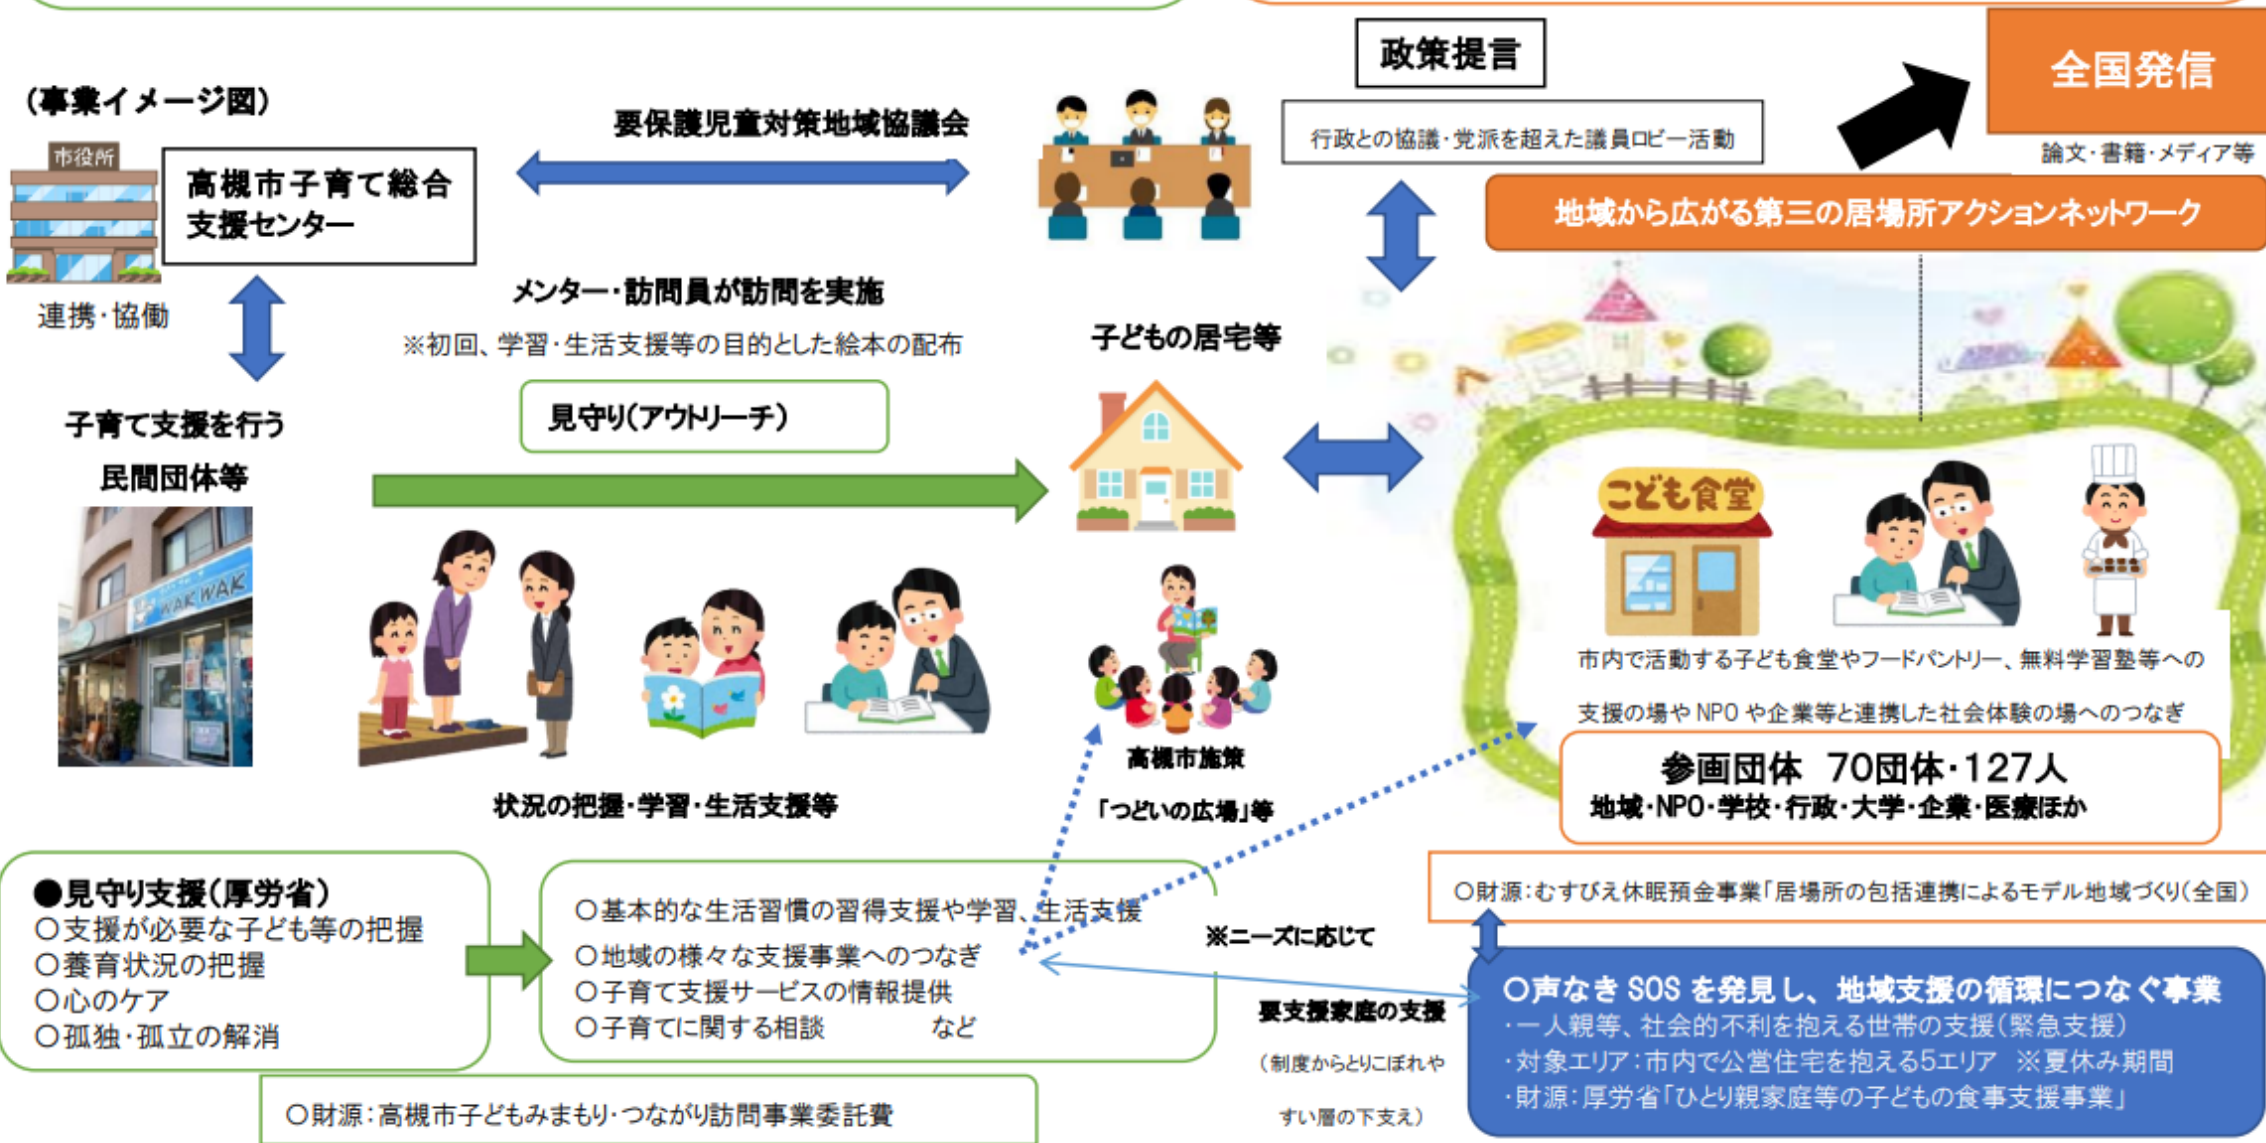 (事業イメージ図)
市役所
高槻市子育て総合
支援センター
連携・協働
要保護児童対策地域協議会
政策提言
行政との協議・党派を超えた議員ロビー活動
全国発信
論文・書籍・メディア等
地域から広がる第三の居場所アクションネットワーク
メンター・訪問員が訪問を実施
※初回、学習・生活支援等の目的とした絵本の配布
見守り(アウトリーチ)
子どもの居宅等
子育て支援を行う
民間団体等
WAK WAK
状況の把握・学習・生活支援等
高槻市施策
「つどいの広場」等
こども食堂
市内で活動する子ども食堂やフードパントリー、無料学習塾等への
支援の場や NPO や企業等と連携した社会体験の場へのつなぎ
参画団体 70団体・127人
地域・NPO・学校・行政・大学・企業・医療ほか
●見守り支援(厚労省)
○支援が必要な子ども等の把握
○養育状況の把握
○心のケア
○孤独・孤立の解消
○基本的な生活習慣の習得支援や学習、生活支援
○地域の様々な支援事業へのつなぎ
○子育て支援サービスの情報提供
○子育てに関する相談 など
○財源：高槻市子どもみまもり・つながり訪問事業委託費
※ニーズに応じて
要支援家庭の支援
(制度からとりこぼれや
すい層の下支え)
○財源：むすびえ休眠預金事業「居場所の包括連携によるモデル地域づくり(全国)
○声なき SOS を発見し、地域支援の循環につなぐ事業
・一人親等、社会的不利を抱える世帯の支援(緊急支援)
・対象エリア：市内で公営住宅を抱える5エリア ※夏休み期間
・財源：厚労省「ひとり親家庭等の子どもの食事支援事業」